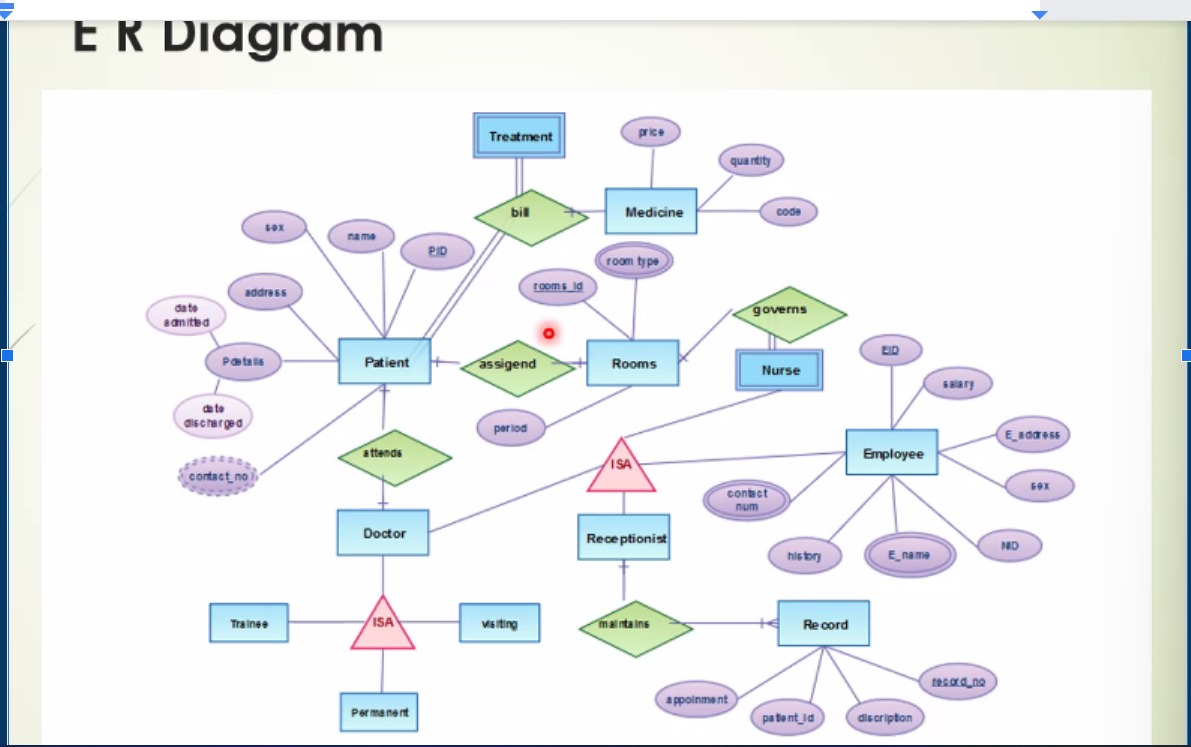 E R Diagram
Treatment
price
quantity
bill
Medicine
code
sex
name
PID
room type
rooms_id
address
date
admitted
governs
Pdetails
Patient
assigend
Rooms
Nurse
EID
salary
date
discharged
period
E_address
attends
Employee
ISA
contact_no
contact
num
sex
Doctor
Receptionist
history
E_name
NID
Trainee
ISA
visiting
maintains
Record
Permanent
appoinment
patient_id
discription
record_no